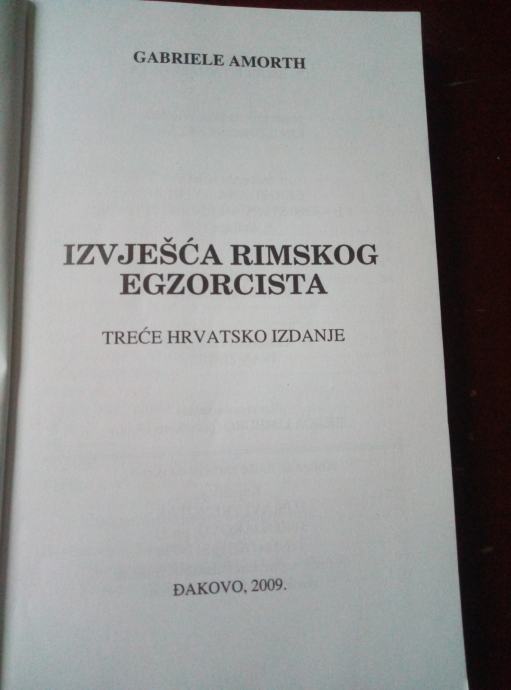 GABRIELE AMORTH
IZVJEŠĆA RIMSKOG
EGZORCISTA
TREĆE HRVATSKO IZDANJE
ĐAKOVO, 2009.